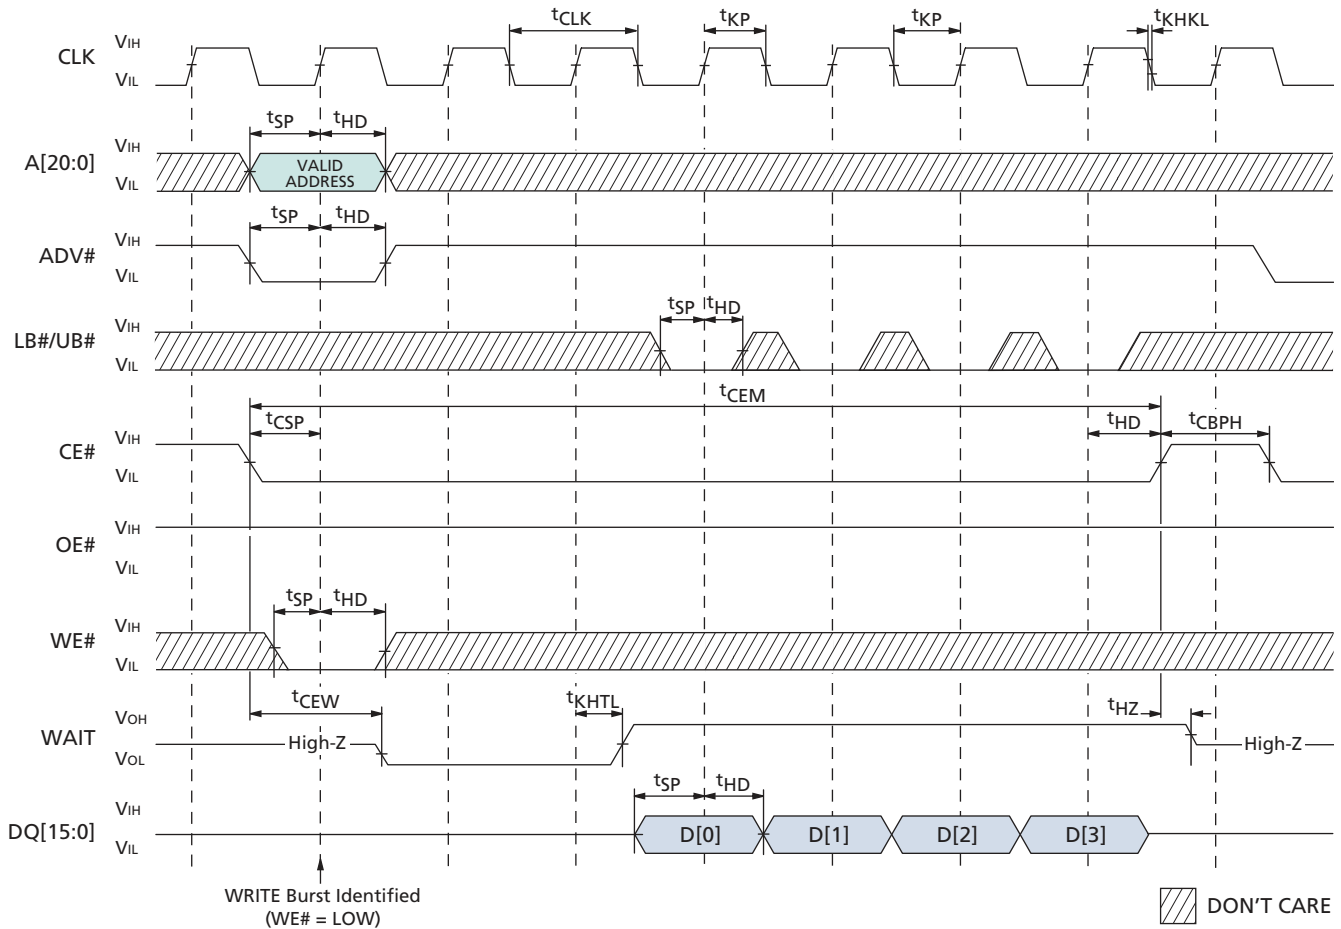 tCLK tKP tKP tKHKL
CLK VIH
VIL
tSP tHD
A[20:0] VIH
VIL
VALID
ADDRESS
tSP tHD
ADV# VIH
VIL
tSP tHD
LB#/UB# VIH
VIL
tCEM
tCSP tHD tCBPH
CE# VIH
VIL
OE# VIH
VIL
tSP tHD
WE# VIH
VIL
tCEW tKHTL tHZ
WAIT VOH
VOL
High-Z High-Z
tSP tHD
DQ[15:0] VIH
VIL
D[0] D[1] D[2] D[3]
WRITE Burst Identified
(WE# = LOW)
DON'T CARE